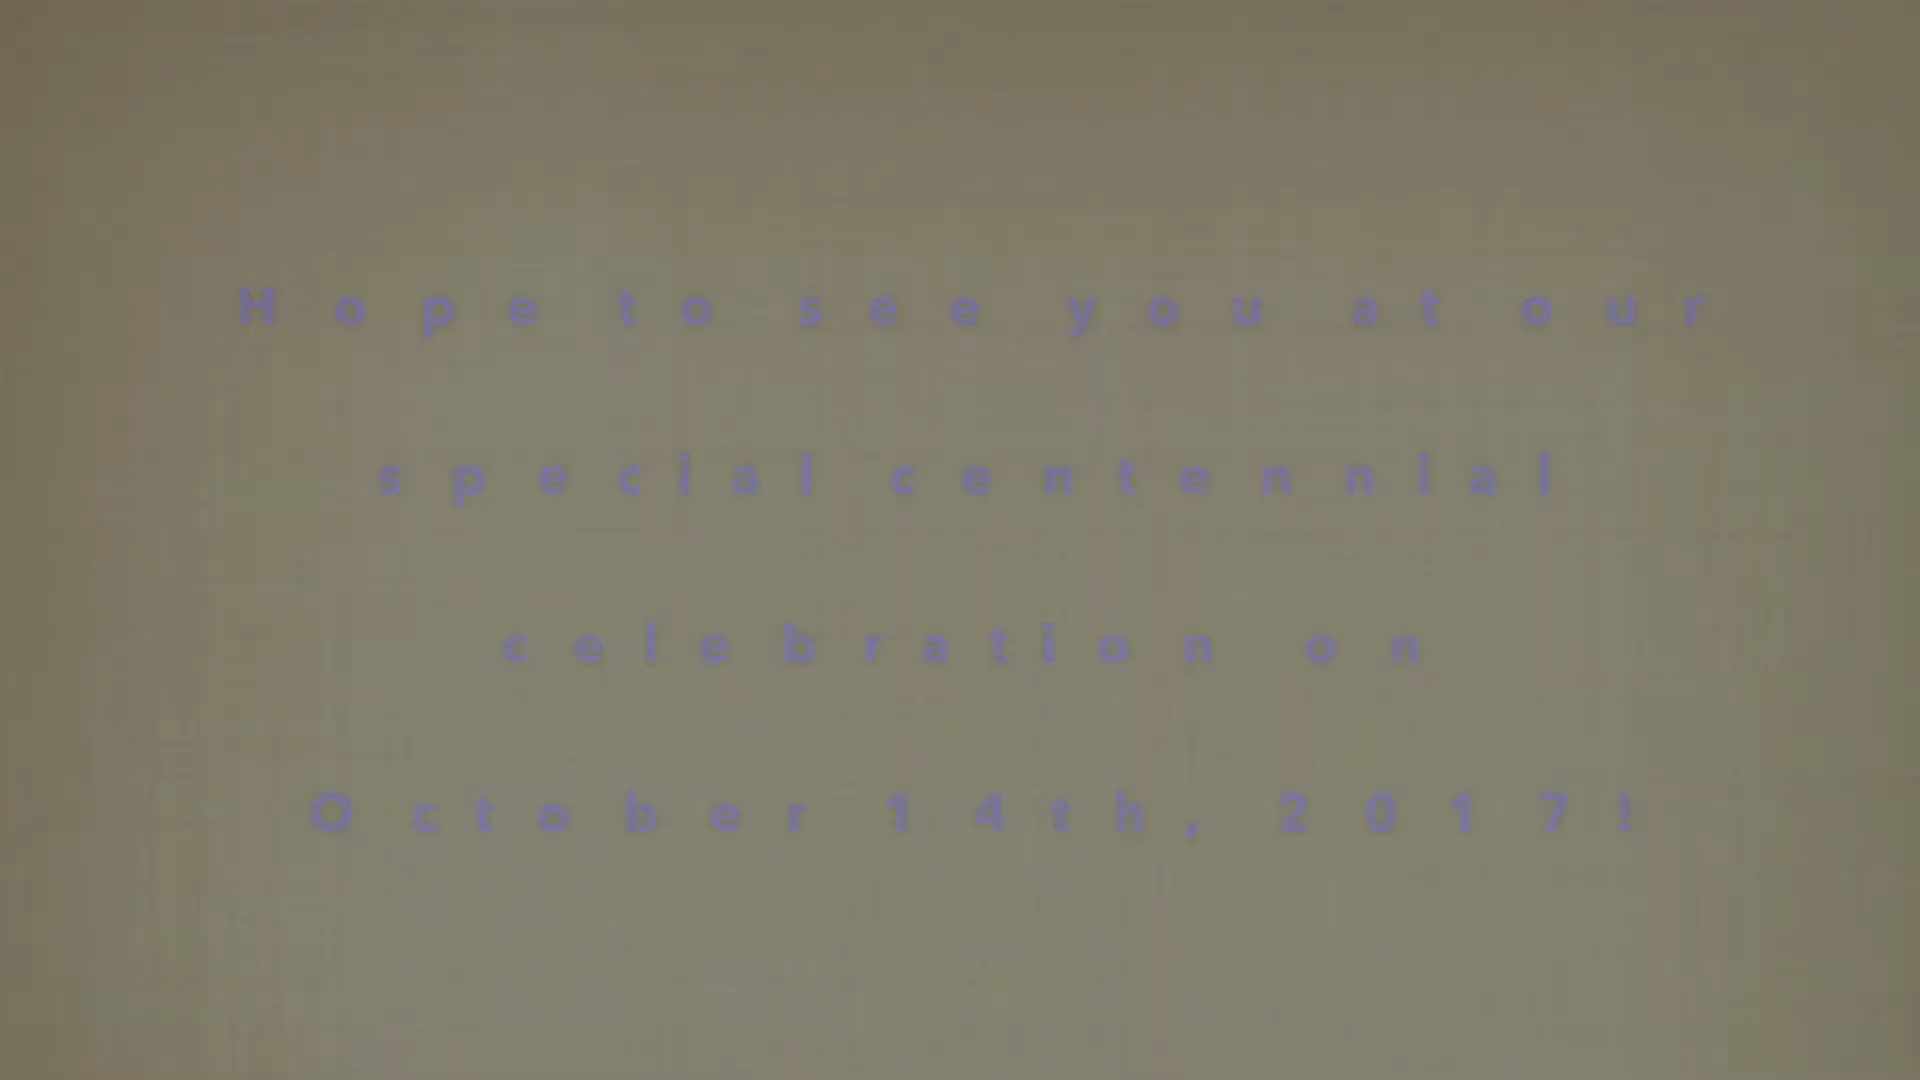 Hope to see you at our
special centennial
celebration on
October 14th, 2017!